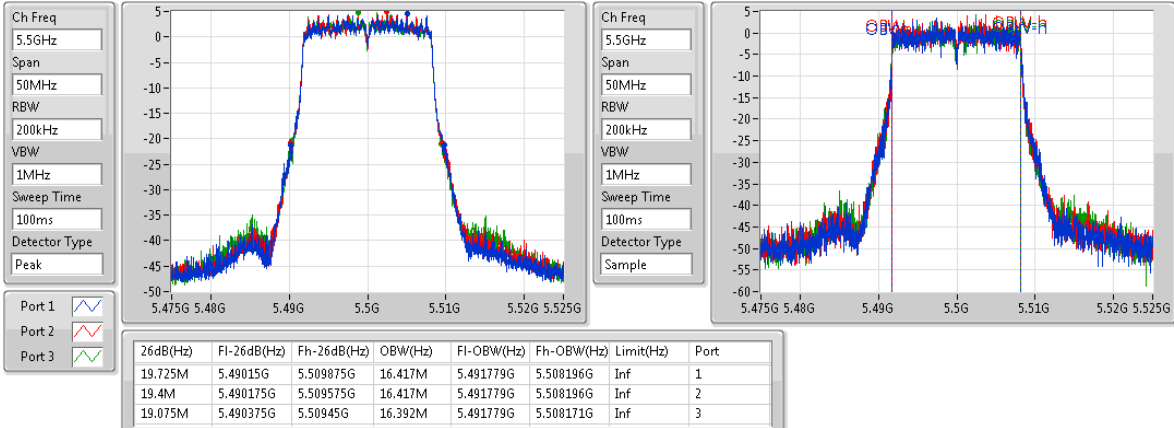 Ch Freq
5.5GHz
Span
50MHz
RBW
200kHz
VBW
1MHz
Sweep Time
100ms
Detector Type
Peak
Port 1
Port 2
Port 3
5
0
-5
-10
-15
-20
-25
-30
-35
-40
-45
-50
5.475G 5.48G 5.49G 5.5G 5.51G 5.52G 5.525G
Ch Freq
5.5GHz
Span
50MHz
RBW
200kHz
VBW
1MHz
Sweep Time
100ms
Detector Type
Sample
5
0
-5
-10
-15
-20
-25
-30
-35
-40
-45
-50
-55
-60
5.475G 5.48G 5.49G 5.5G 5.51G 5.52G 5.525G
26dB(Hz) Fl-26dB(Hz) Fh-26dB(Hz) OBW(Hz) Fl-OBW(Hz) Fh-OBW(Hz) Limit(Hz) Port
19.725M 5.49015G 5.509875G 16.417M 5.491779G 5.508196G Inf 1
19.4M 5.490175G 5.509575G 16.417M 5.491779G 5.508196G Inf 2
19.075M 5.490375G 5.50945G 16.392M 5.491779G 5.508171G Inf 3